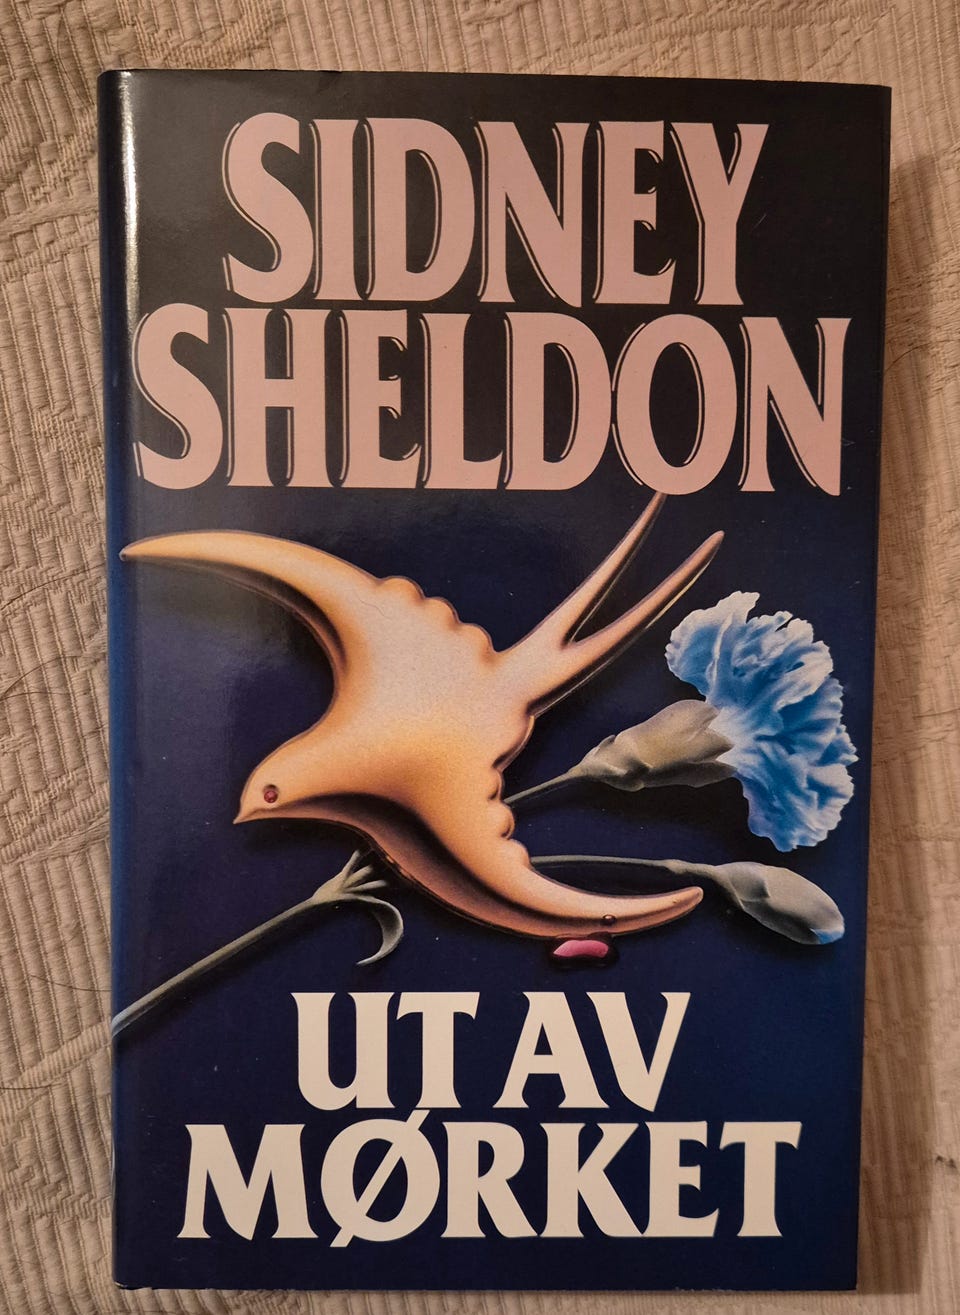 SIDNEY
SHELDON
UT AV
MØRKET